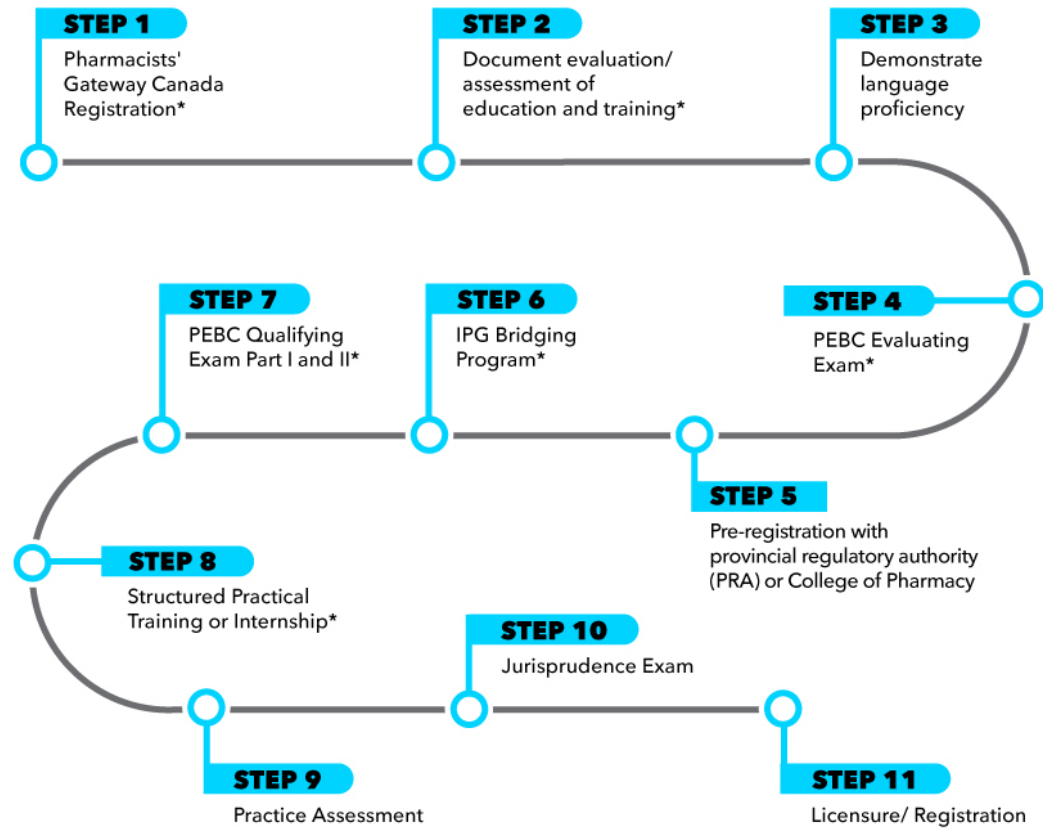 STEP 1
Pharmacists'
Gateway Canada
Registration*
STEP 2
Document evaluation/
assessment of
education and training*
STEP 3
Demonstrate
language
proficiency
STEP 4
PEBC Evaluating
Exam*
STEP 5
Pre-registration with
provincial regulatory authority
(PRA) or College of Pharmacy
STEP 6
IPG Bridging
Program*
STEP 7
PEBC Qualifying
Exam Part I and II*
STEP 8
Structured Practical
Training or Internship*
STEP 9
Practice Assessment
STEP 10
Jurisprudence Exam
STEP 11
Licensure/ Registration